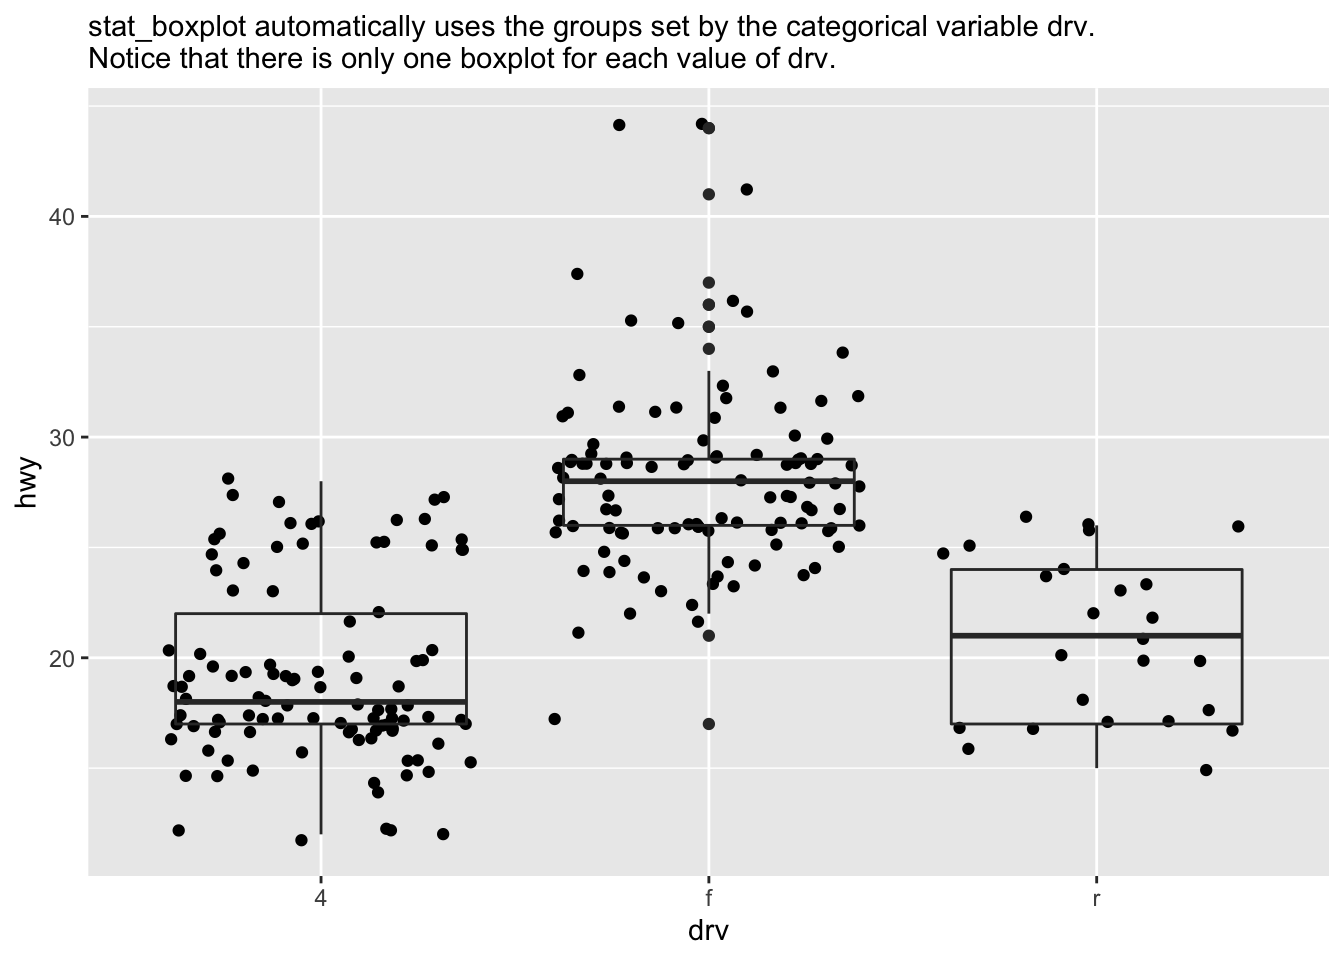 stat_boxplot automatically uses the groups set by the categorical variable drv.
Notice that there is only one boxplot for each value of drv.
40
30
20
hwy
4 f r
drv